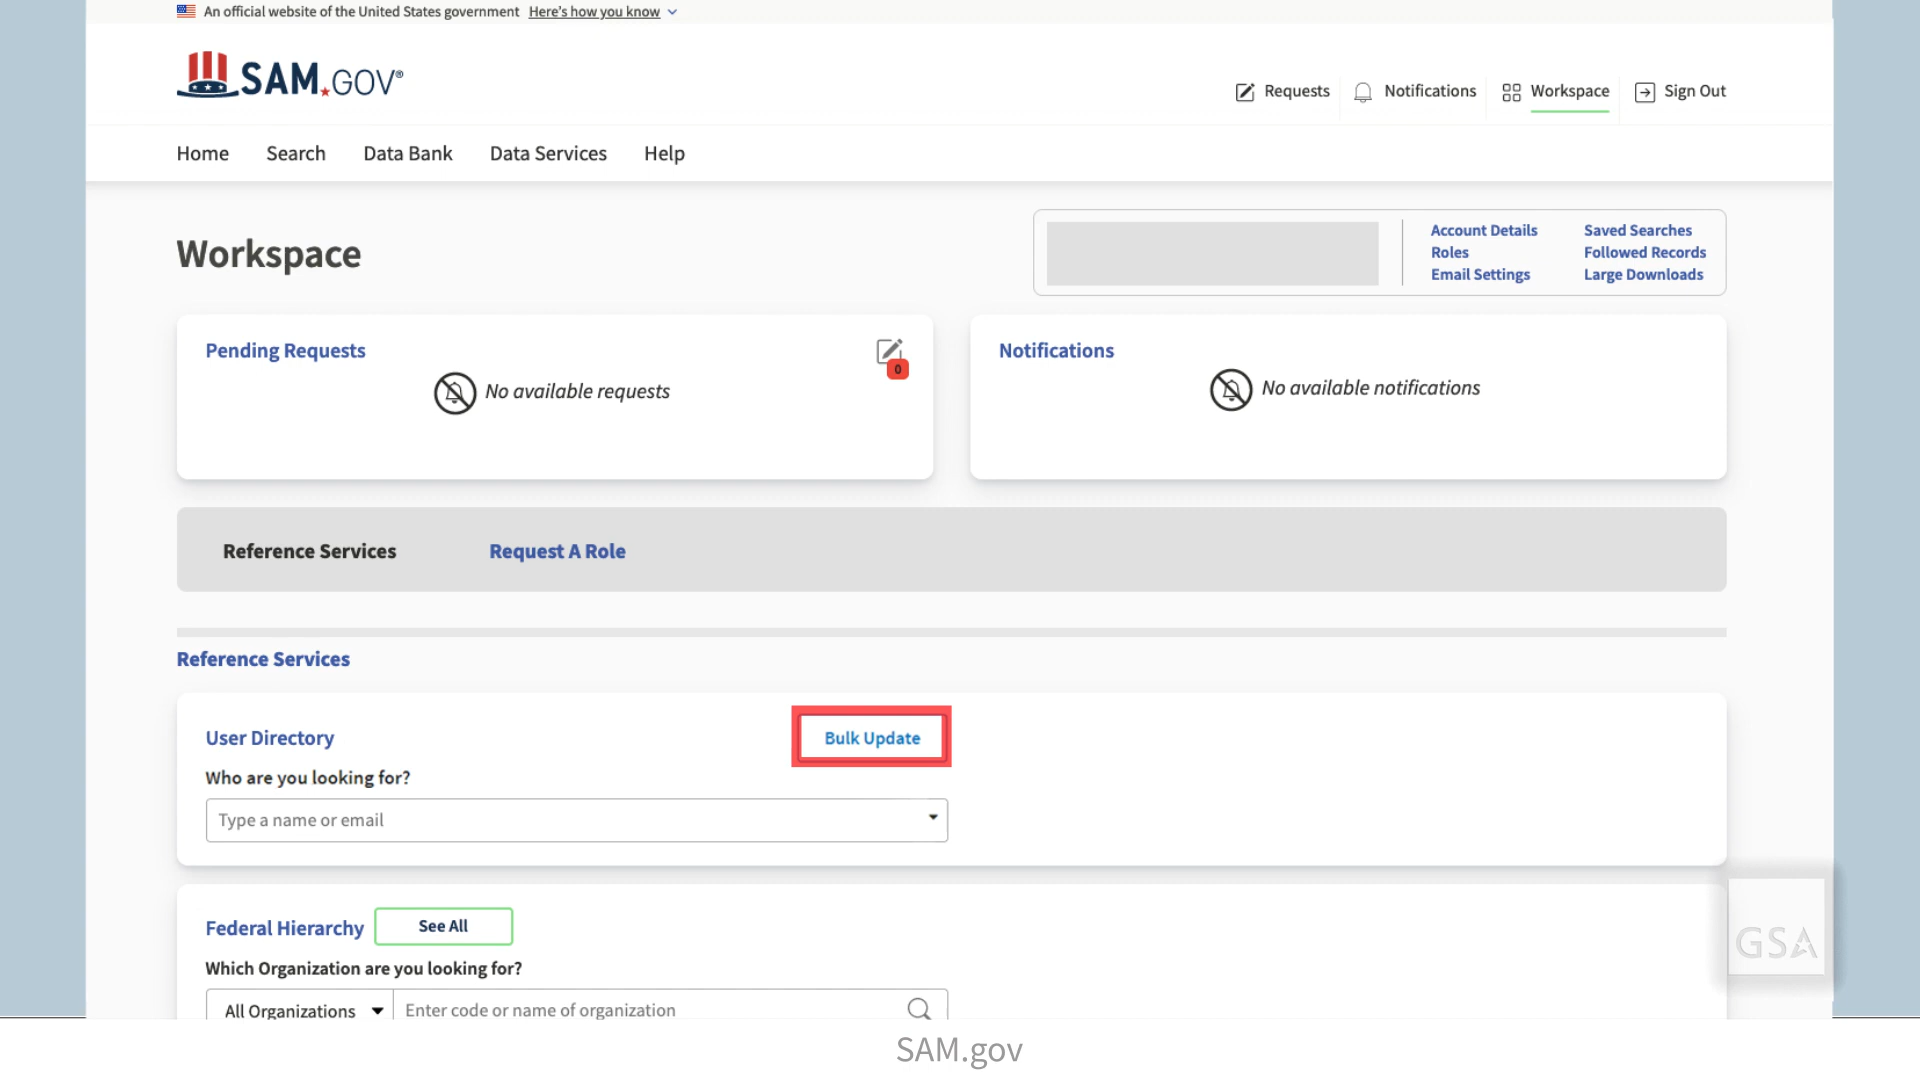 An official website of the United States government Here's how you know
SAM.GOV®
Requests Notifications Workspace Sign Out
Home Search Data Bank Data Services Help
Workspace
Account Details Saved Searches
Roles Followed Records
Email Settings Large Downloads
Pending Requests
0
No available requests
Notifications
No available notifications
Reference Services Request A Role
Reference Services
User Directory Bulk Update
Who are you looking for?
Type a name or email
Federal Hierarchy See All
Which Organization are you looking for?
All Organizations Enter code or name of organization
GSA
SAM.gov